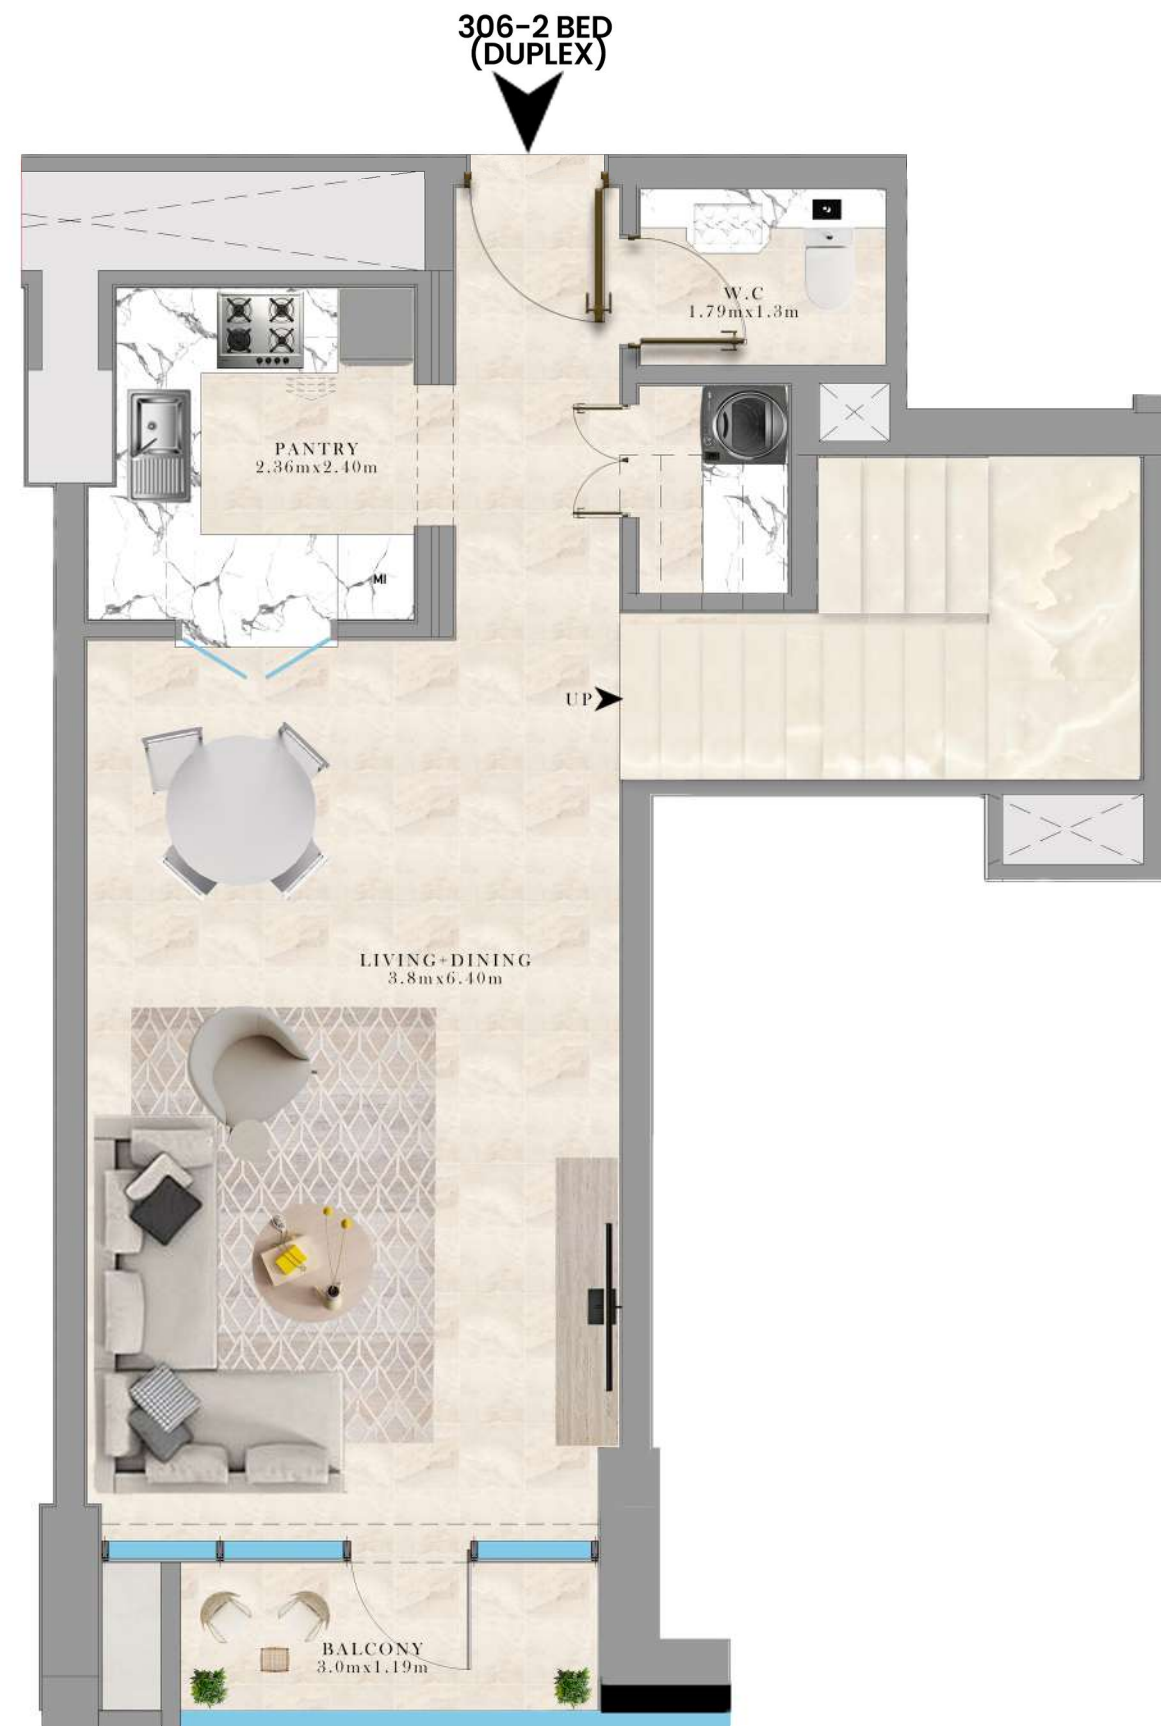 306-2 BED
(DUPLEX)
W.C
1.79mx1.3m
PANTRY
2.36mx2.40m
MI
UP
LIVING+DINING
3.8mx6.40m
BALCONY
3.0mx1.19m